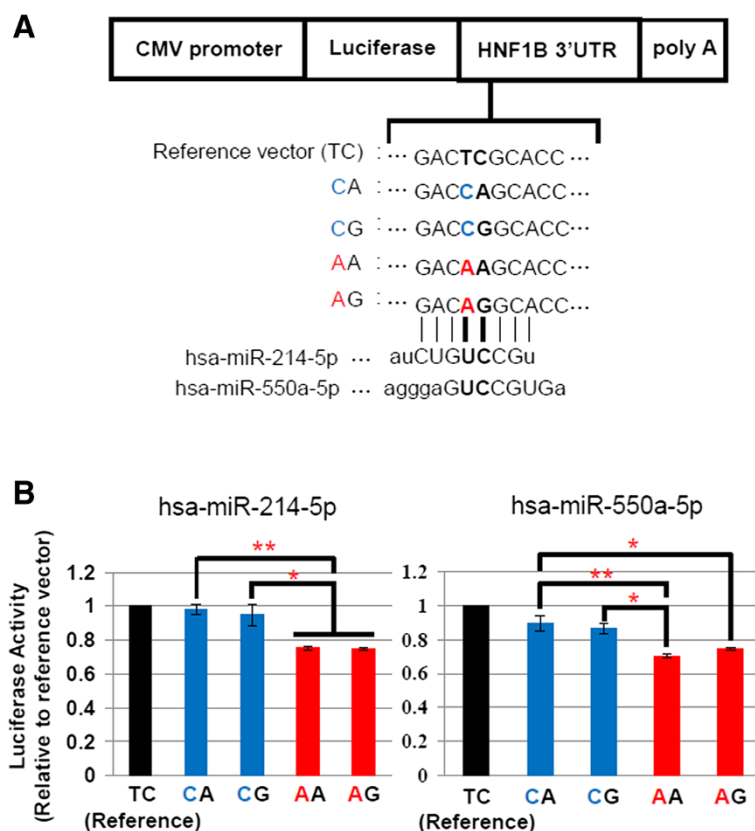 A
CMV promoter Luciferase HNF1B 3'UTR poly A
Reference vector (TC) : ··· GACTCGCACC ···
CA : ··· GACCAGCACC ···
CG : ··· GACCGGCACC ···
AA : ··· GACAAGCACC ···
AG : ··· GACAGGCACC ···
hsa-miR-214-5p ··· auCUGUCCGu
hsa-miR-550a-5p ··· agggaGUCCGUGa
B
hsa-miR-214-5p
hsa-miR-550a-5p
Luciferase Activity
(Relative to reference vector)
** *
1.2
1
0.8
0.6
0.4
0.2
0
TC CA CG AA AG
(Reference)
*
** *
1.2
1
0.8
0.6
0.4
0.2
0
TC CA CG AA AG
(Reference)